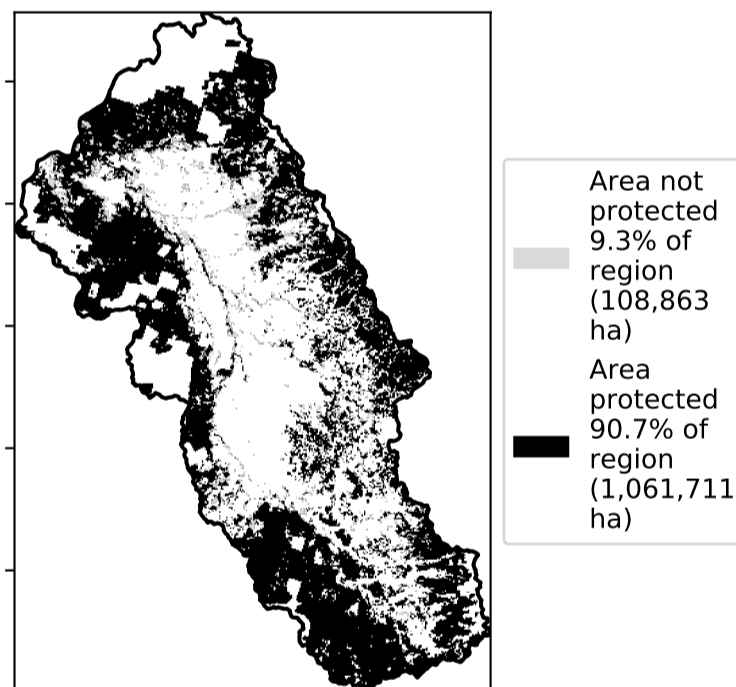 Area not
protected
9.3% of
region
(108,863
ha)
Area
protected
90.7% of
region
(1,061,711
ha)